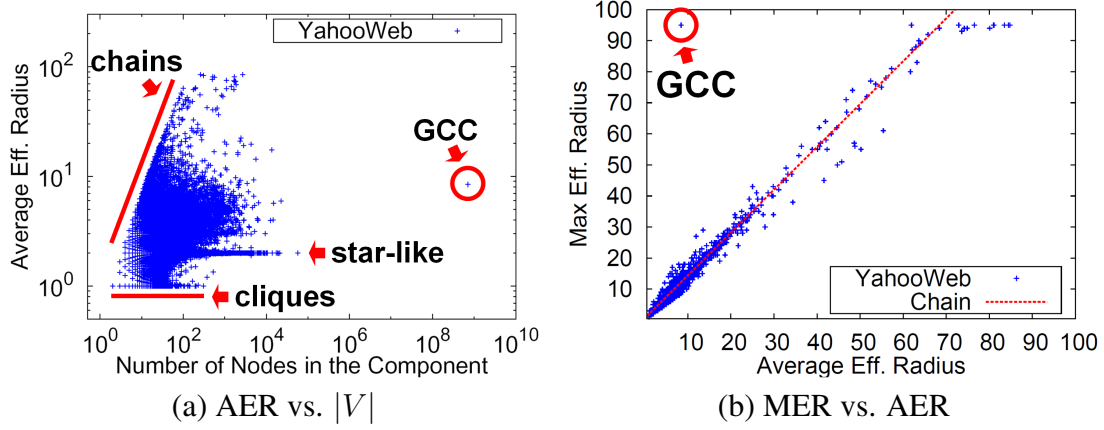 YahooWeb
chains
GCC
star-like
cliques
Average Eff. Radius
10^2
10^1
10^0
10^0 10^2 10^4 10^6 10^8 10^10
Number of Nodes in the Component
(a) AER vs. |V|
GCC
YahooWeb
Chain
Max Eff. Radius
100
90
80
70
60
50
40
30
20
10
10 20 30 40 50 60 70 80 90 100
Average Eff. Radius
(b) MER vs. AER